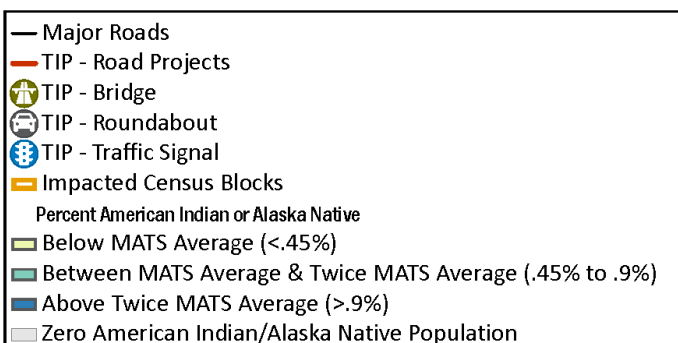 Major Roads
TIP - Road Projects
TIP - Bridge
TIP - Roundabout
TIP - Traffic Signal
Impacted Census Blocks
Percent American Indian or Alaska Native
Below MATS Average (<.45%)
Between MATS Average & Twice MATS Average (.45% to .9%)
Above Twice MATS Average (>.9%)
Zero American Indian/Alaska Native Population